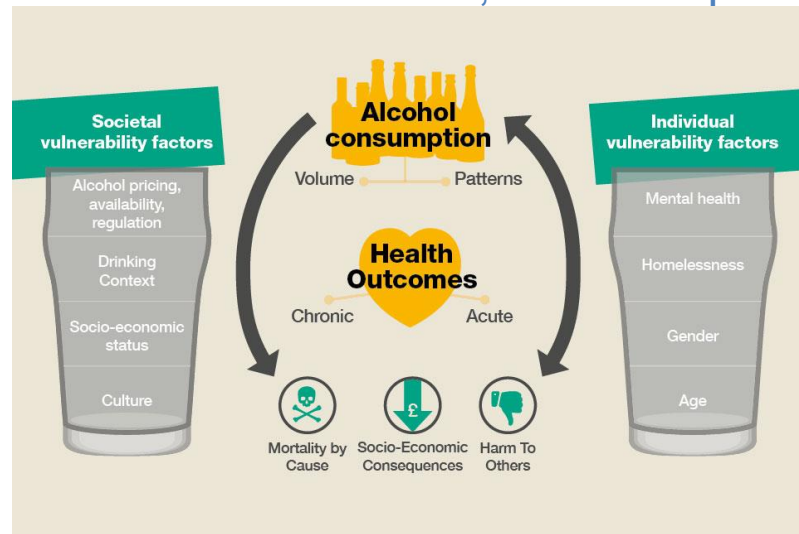 Societal
vulnerability factors
Alcohol pricing,
availability,
regulation
Drinking
Context
Socio-economic
status
Culture
Alcohol
consumption
Volume
Patterns
Health
Outcomes
Chronic
Acute
£
Mortality by
Cause
Socio-Economic
Consequences
Harm To
Others
Individual
vulnerability factors
Mental health
Homelessness
Gender
Age